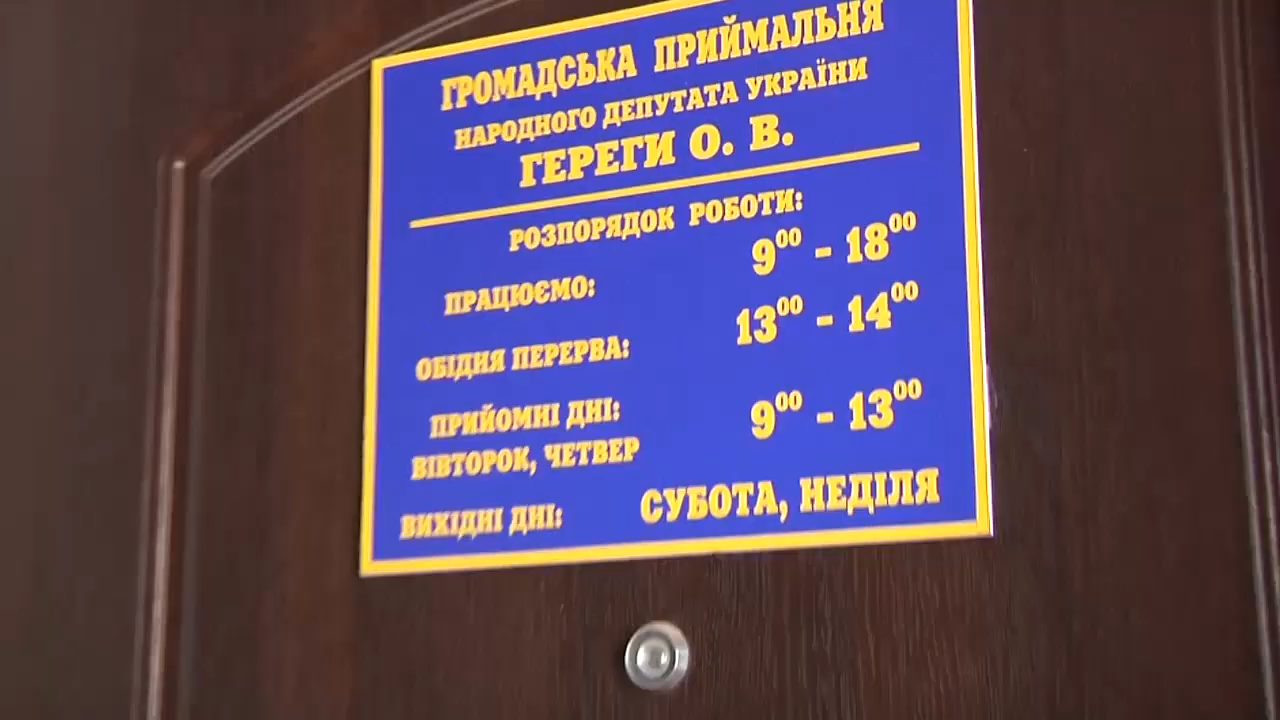 ГРОМАДСЬКА ПРИЙМАЛЬНЯ
НАРОДНОГО ДЕПУТАТА УКРАЇНИ
ГЕРЕГИ О. В.
РОЗПОРЯДОК РОБОТИ:
ПРАЦЮЄМО: 9⁰⁰ - 18⁰⁰
ОБІДНЯ ПЕРЕРВА: 13⁰⁰ - 14⁰⁰
ПРИЙОМНІ ДНІ: 9⁰⁰ - 13⁰⁰
ВІВТОРОК, ЧЕТВЕР
ВИХІДНІ ДНІ: СУБОТА, НЕДІЛЯ